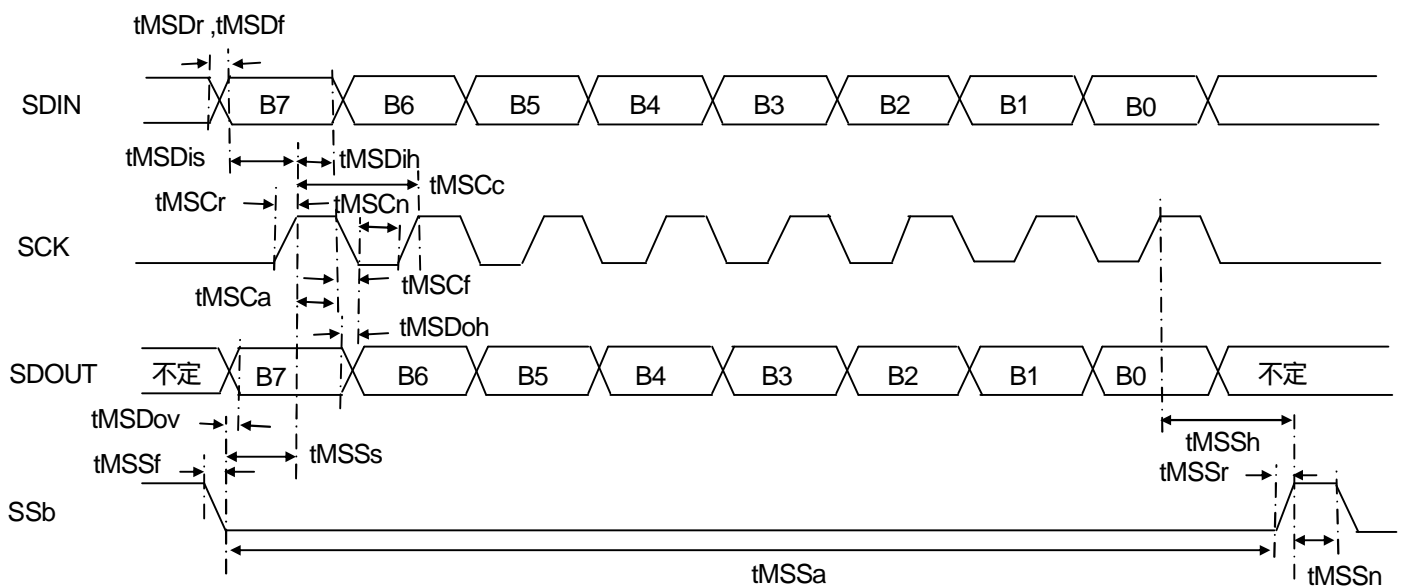 tMSDr ,tMSDf
SDIN B7 B6 B5 B4 B3 B2 B1 B0
tMSDis tMSDih
tMSCc
tMSCr tMSCn
SCK
tMSCa tMSCf
tMSDoh
SDOUT 不定 B7 B6 B5 B4 B3 B2 B1 B0 不定
tMSDov
tMSSs tMSSh
tMSSf tMSSr
SSb
tMSSa tMSSn